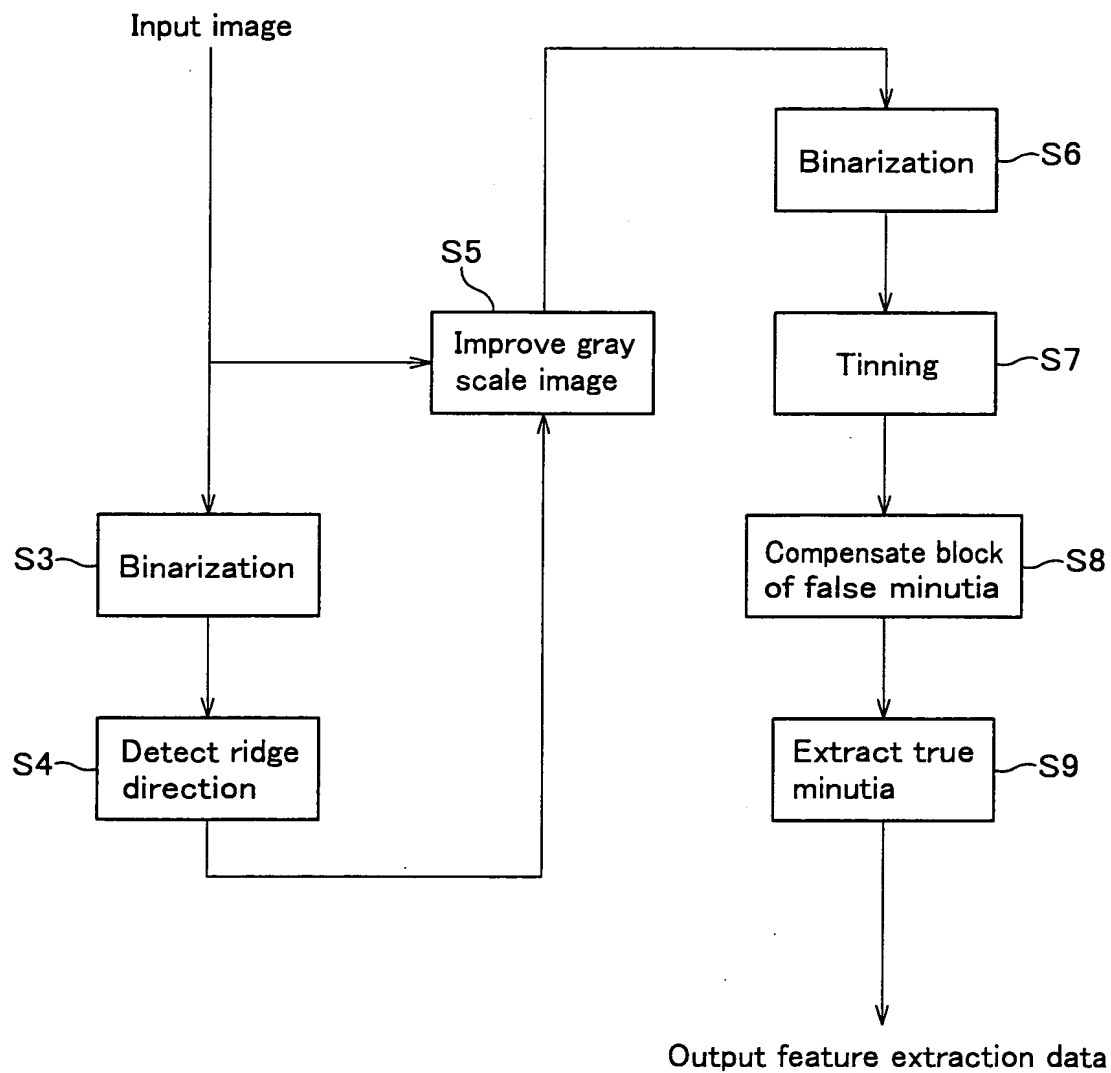 Input image
S3
Binarization
S4
Detect ridge
direction
S5
Improve gray
scale image
Binarization
S6
Tinning
S7
Compensate block
of false minutia
S8
Extract true
minutia
S9
Output feature extraction data